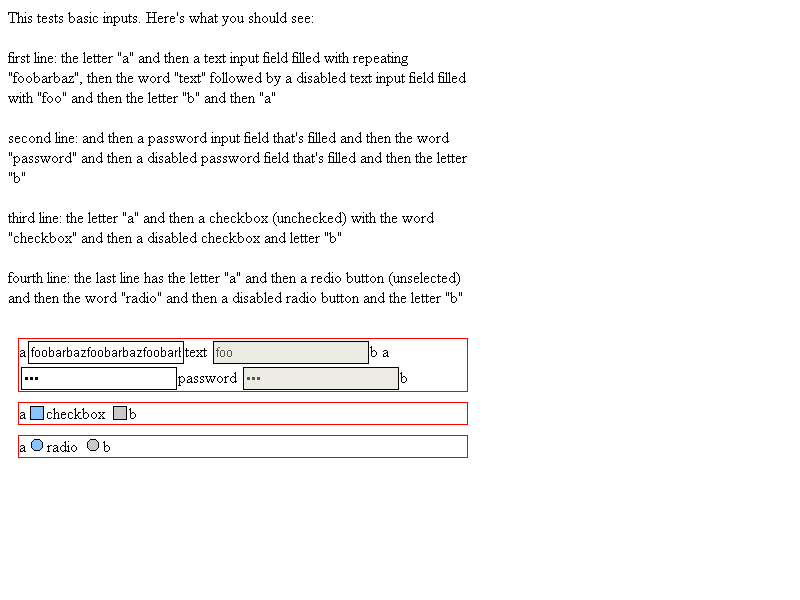 This tests basic inputs. Here's what you should see:
first line: the letter "a" and then a text input field filled with repeating
"foobarbaz", then the word "text" followed by a disabled text input field filled
with "foo" and then the letter "b" and then "a"
second line: and then a password input field that's filled and then the word
"password" and then a disabled password field that's filled and then the letter
"b"
third line: the letter "a" and then a checkbox (unchecked) with the word
"checkbox" and then a disabled checkbox and letter "b"
fourth line: the last line has the letter "a" and then a redio button (unselected)
and then the word "radio" and then a disabled radio button and the letter "b"
a foobarbazfoobarbazfoobarb text foo b a
••• password ••• b
a checkbox b
a radio b